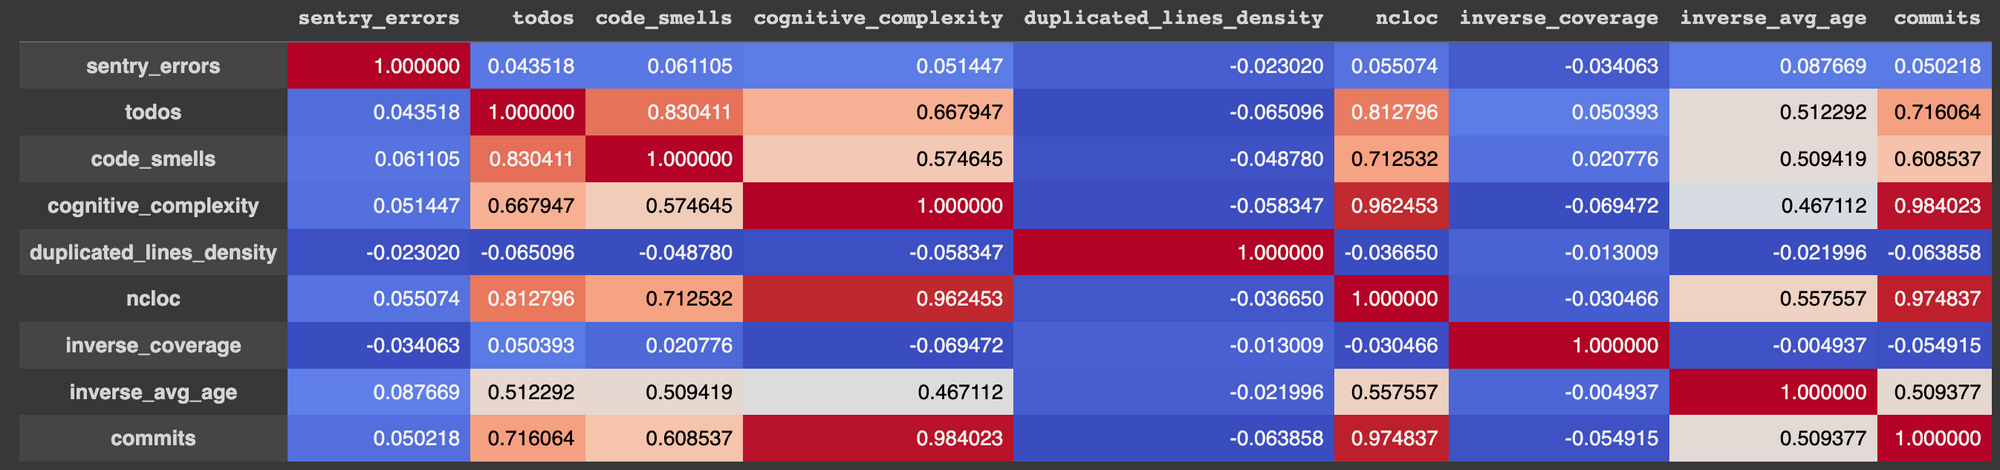 sentry_errors todos code_smells cognitive_complexity duplicated_lines_density ncloc inverse_coverage inverse_avg_age commits
sentry_errors 1.000000 0.043518 0.061105 0.051447 -0.023020 0.055074 -0.034063 0.087669 0.050218
todos 0.043518 1.000000 0.830411 0.667947 -0.065096 0.812796 0.050393 0.512292 0.716064
code_smells 0.061105 0.830411 1.000000 0.574645 -0.048780 0.712532 0.020776 0.509419 0.608537
cognitive_complexity 0.051447 0.667947 0.574645 1.000000 -0.058347 0.962453 -0.069472 0.467112 0.984023
duplicated_lines_density -0.023020 -0.065096 -0.048780 -0.058347 1.000000 -0.036650 -0.013009 -0.021996 -0.063858
ncloc 0.055074 0.812796 0.712532 0.962453 -0.036650 1.000000 -0.030466 0.557557 0.974837
inverse_coverage -0.034063 0.050393 0.020776 -0.069472 -0.013009 -0.030466 1.000000 -0.004937 -0.054915
inverse_avg_age 0.087669 0.512292 0.509419 0.467112 -0.021996 0.557557 -0.004937 1.000000 0.509377
commits 0.050218 0.716064 0.608537 0.984023 -0.063858 0.974837 -0.054915 0.509377 1.000000